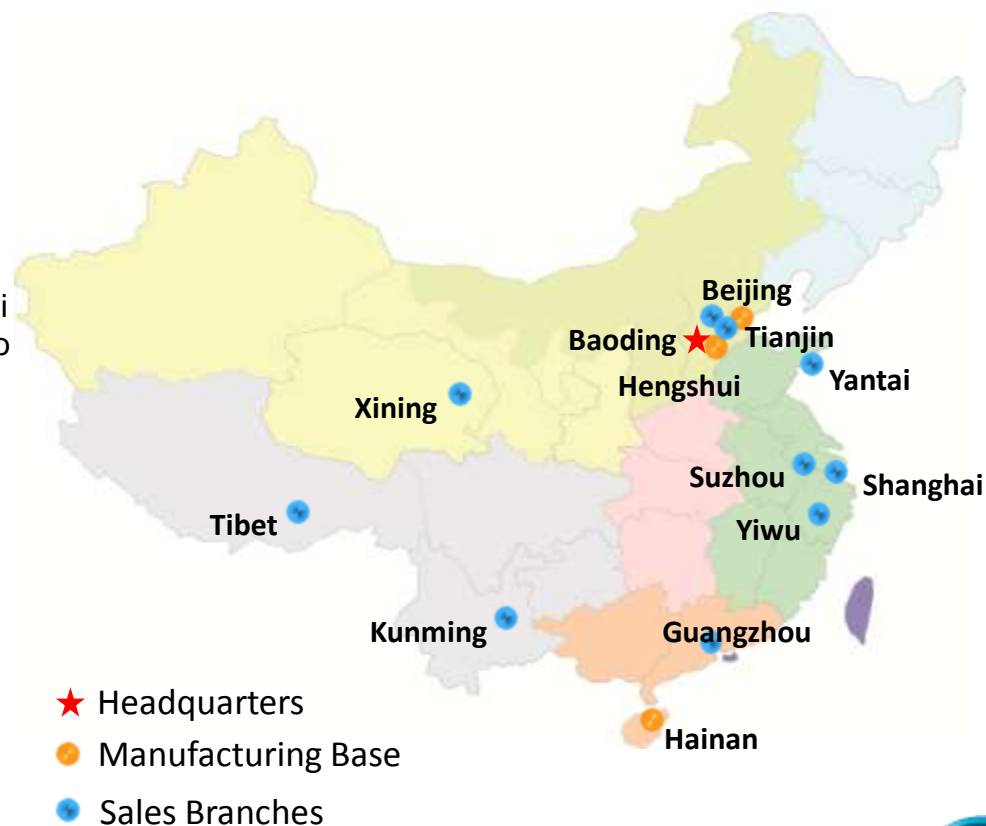 Beijing
i
Baoding
Tianjin
o
Yantai
Hengshui
Xining
Suzhou
Shanghai
Tibet
Yiwu
Kunming
Guangzhou
Headquarters
Hainan
Manufacturing Base
Sales Branches